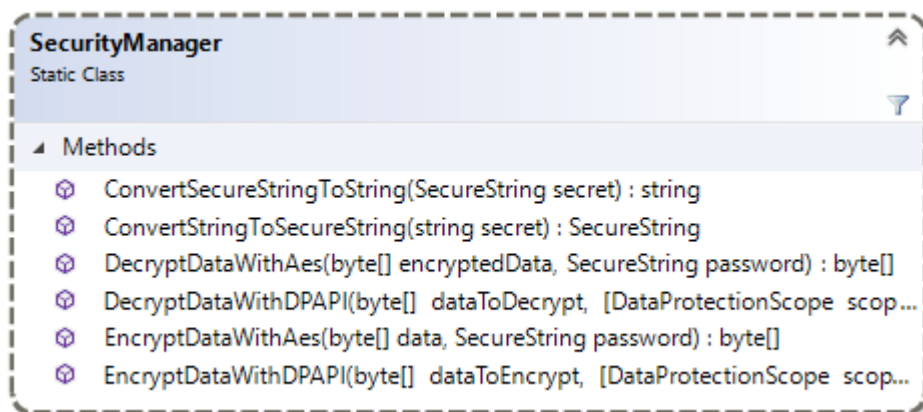 SecurityManager
Static Class
Methods
ConvertSecureStringToString(SecureString secret) : string
ConvertStringToSecureString(string secret) : SecureString
DecryptDataWithAes(byte[] encryptedData, SecureString password) : byte[]
DecryptDataWithDPAPI(byte[] dataToDecrypt, [DataProtectionScope scop...
EncryptDataWithAes(byte[] data, SecureString password) : byte[]
EncryptDataWithDPAPI(byte[] dataToEncrypt, [DataProtectionScope scop...